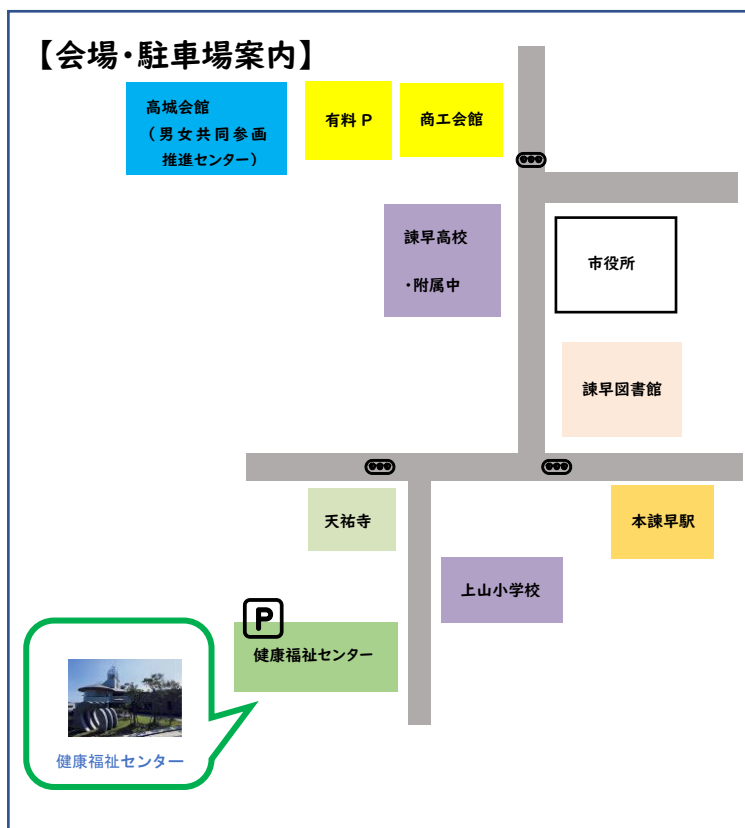 【会場・駐車場案内】
高城会館
（男女共同参画
推進センター）
有料 P
商工会館
諫早高校
・附属中
市役所
諫早図書館
天祐寺
本諫早駅
上山小学校
P
健康福祉センター
健康福祉センター